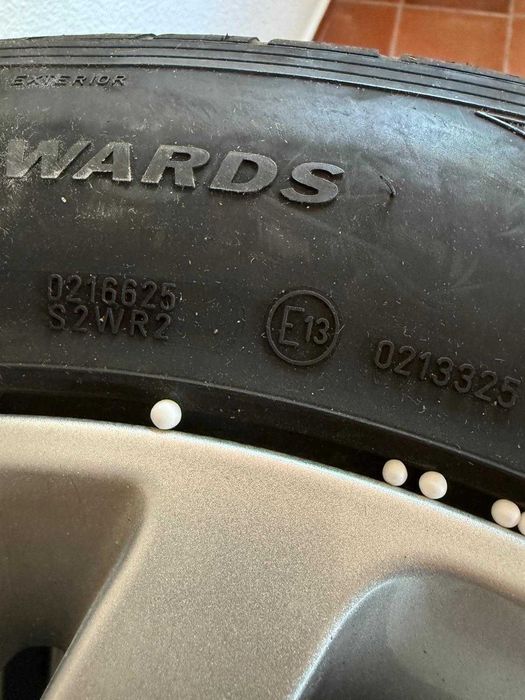 EXTERIOR
WARDS
0216625
S2WR2
E13
0213325